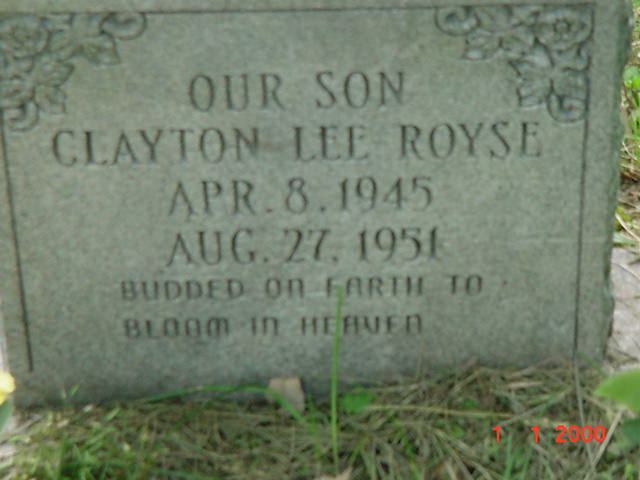 OUR SON
CLAYTON LEE ROYSE
APR. 8. 1945
AUG. 27. 1951
BUDDED ON EARTH TO
BLOOM IN HEAVEN
1 1 2000